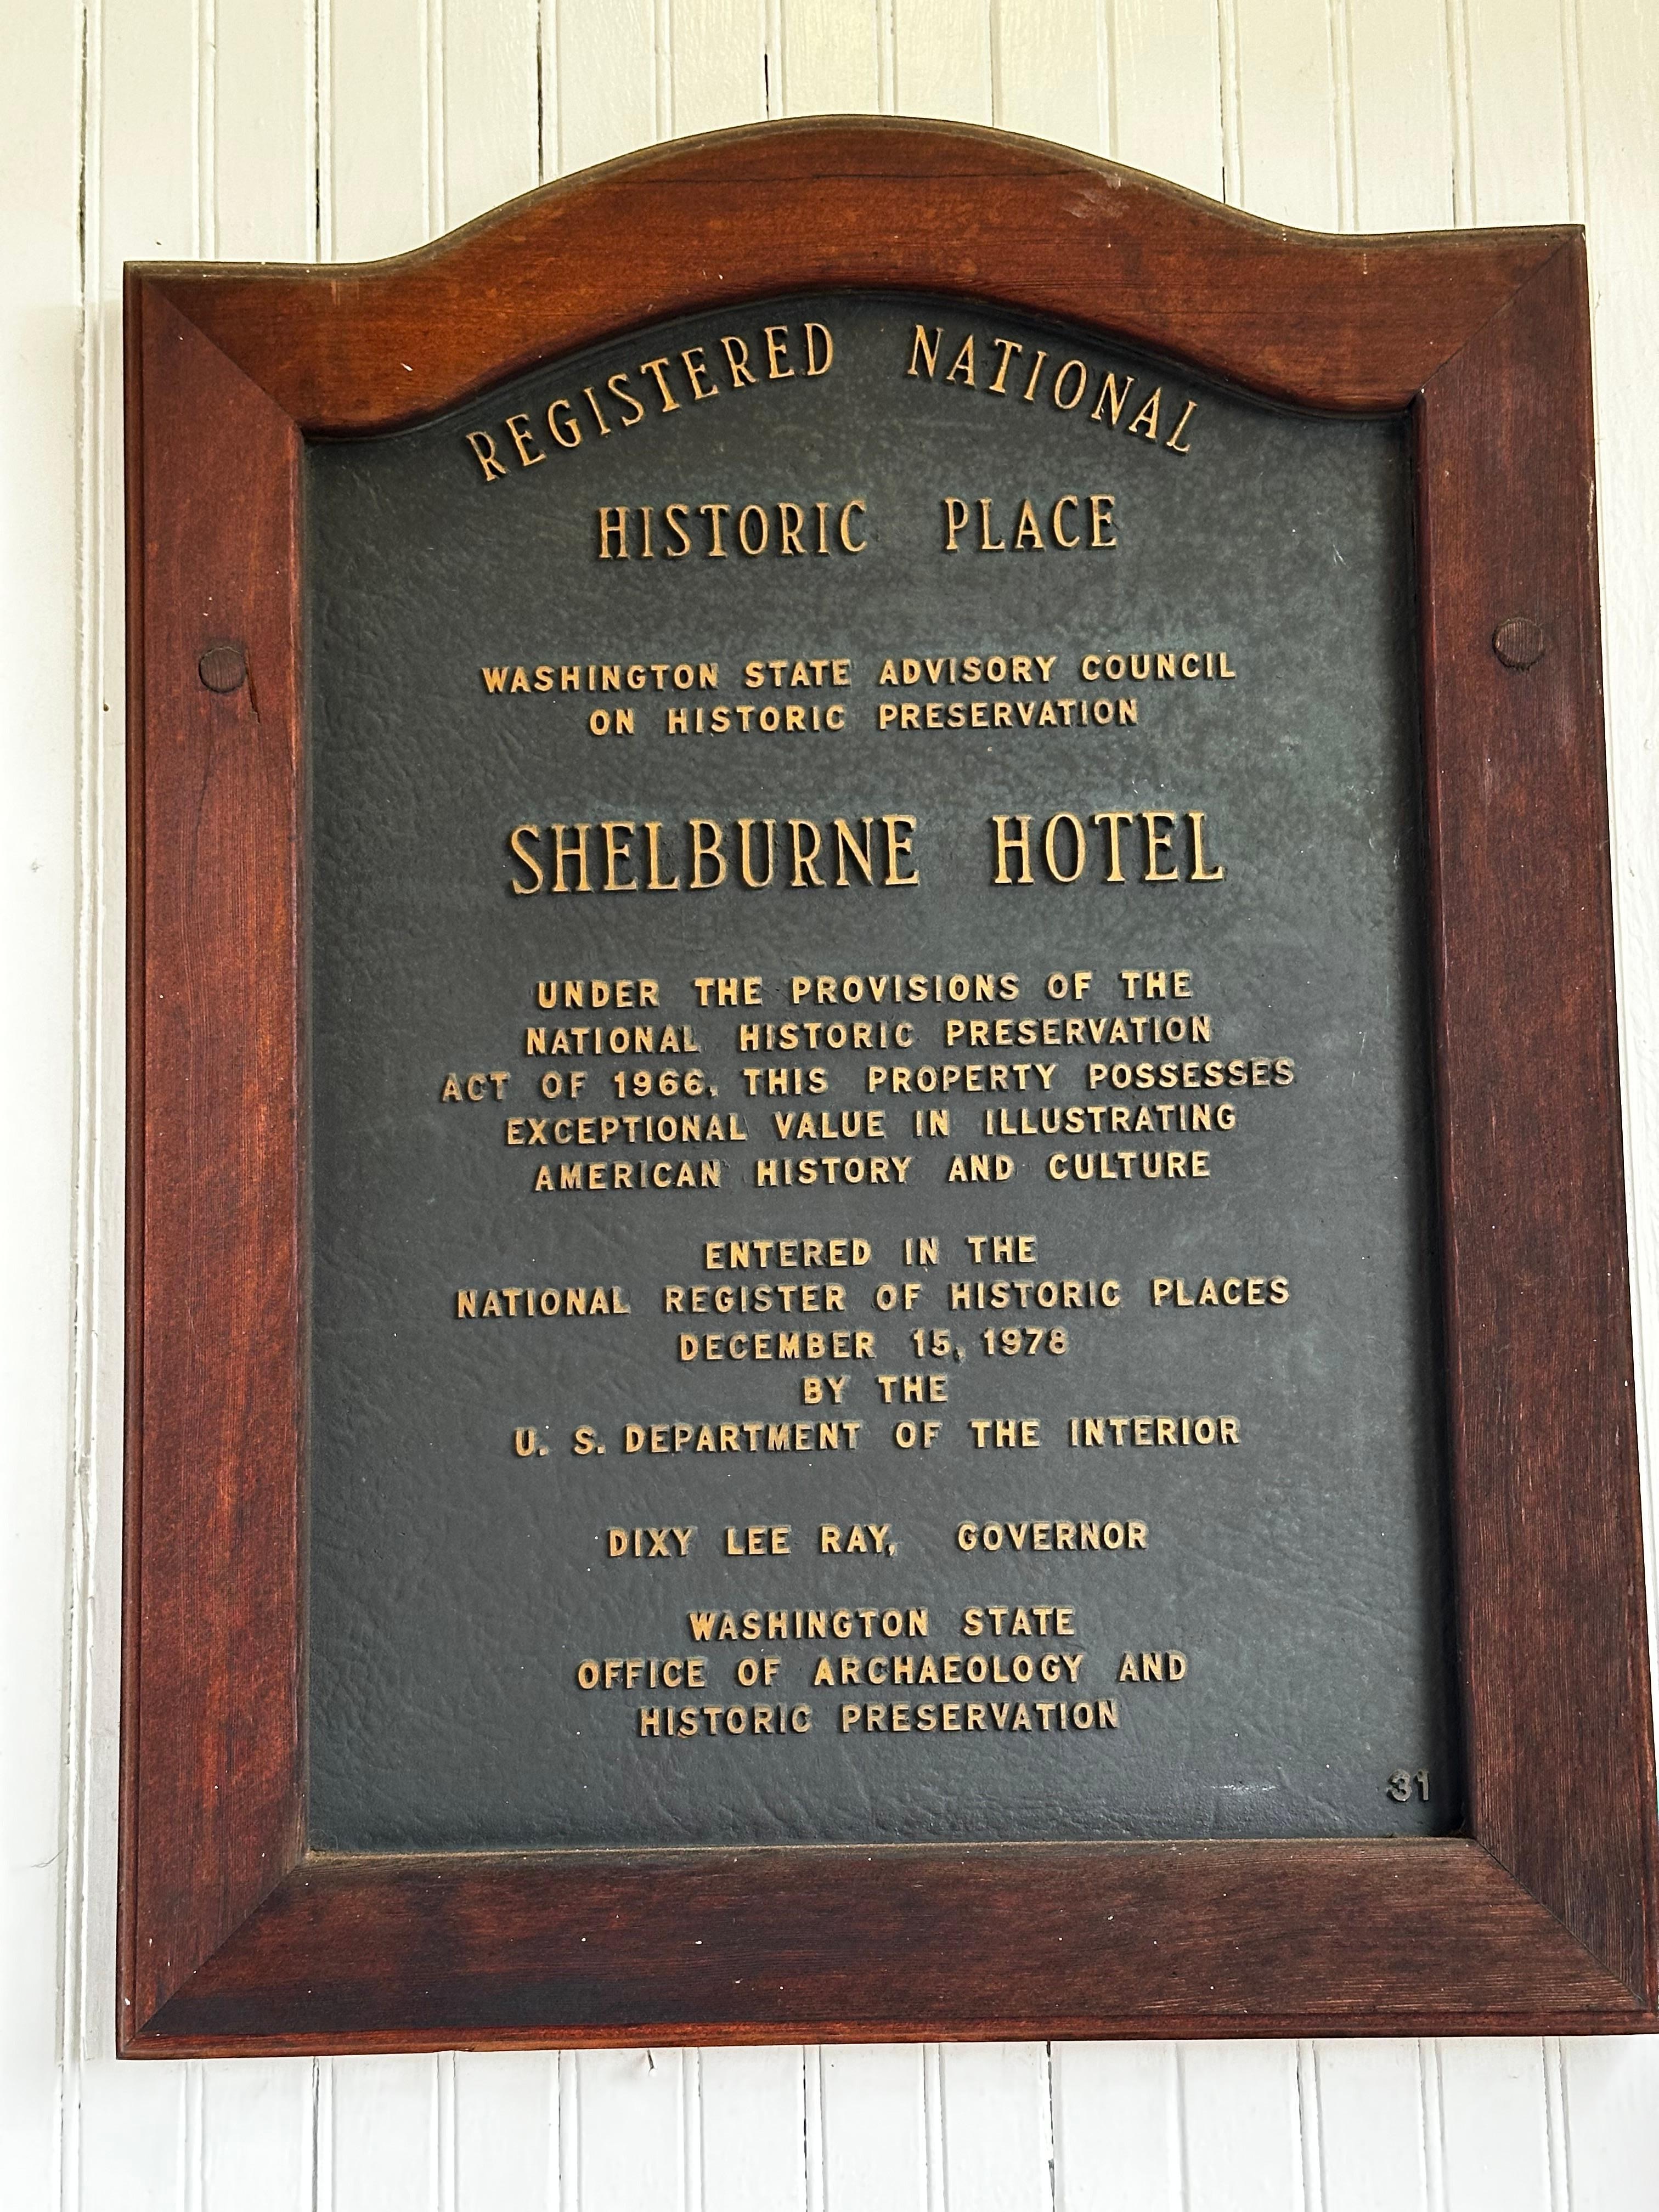 REGISTERED NATIONAL
HISTORIC PLACE
WASHINGTON STATE ADVISORY COUNCIL
ON HISTORIC PRESERVATION
SHELBURNE HOTEL
UNDER THE PROVISIONS OF THE
NATIONAL HISTORIC PRESERVATION
ACT OF 1966, THIS PROPERTY POSSESSES
EXCEPTIONAL VALUE IN ILLUSTRATING
AMERICAN HISTORY AND CULTURE
ENTERED IN THE
NATIONAL REGISTER OF HISTORIC PLACES
DECEMBER 15, 1978
BY THE
U. S. DEPARTMENT OF THE INTERIOR
DIXY LEE RAY, GOVERNOR
WASHINGTON STATE
OFFICE OF ARCHAEOLOGY AND
HISTORIC PRESERVATION
31